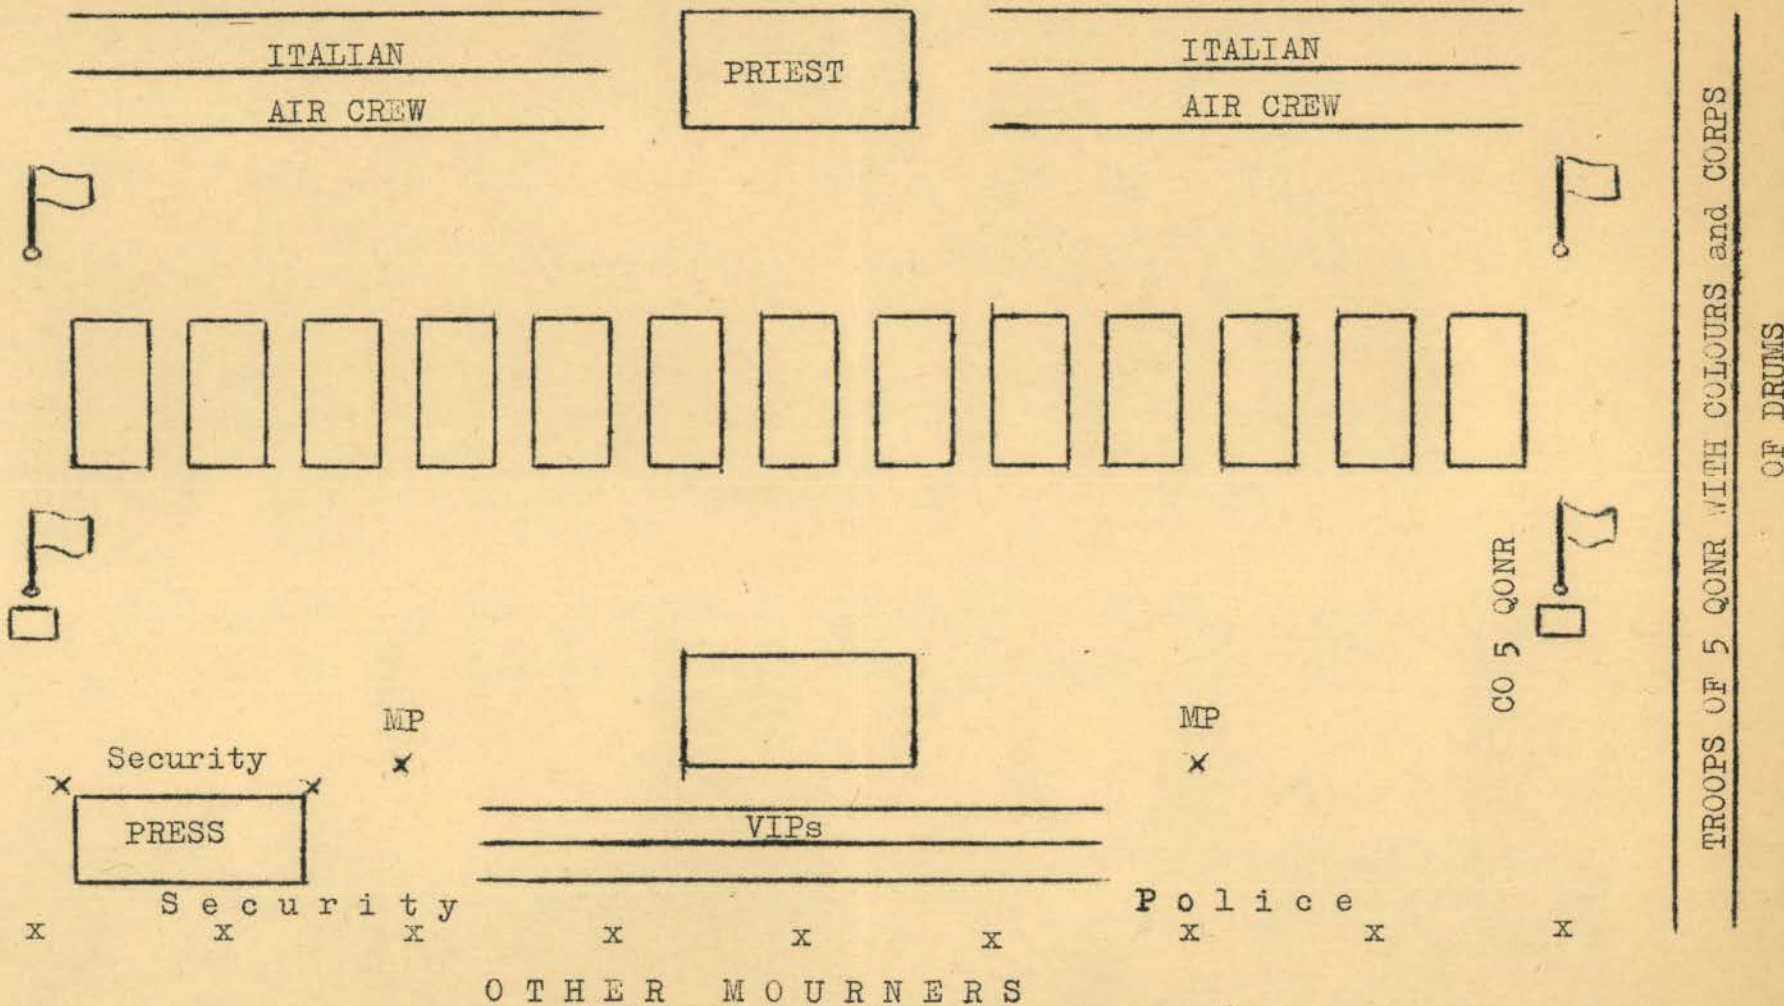 ITALIAN
AIR CREW
PRIEST
ITALIAN
AIR CREW
TROOPS OF 5 QONR WITH COLOURS and CORPS
OF DRUMS
CO 5 QONR
MP
MP
Security
x x
x x
PRESS
VIPs
Security
Police
x x x x x x x x x
OTHER MOURNERS